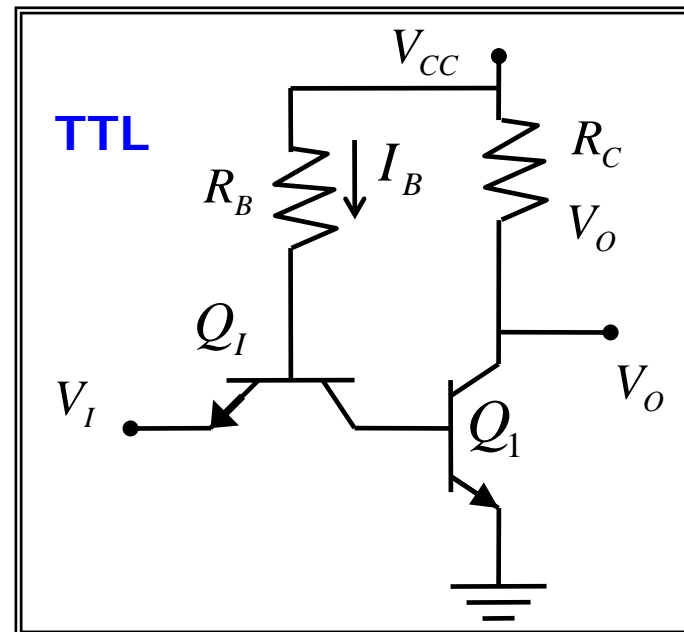 V_CC
TTL
R_B
I_B
R_C
V_O
Q_I
V_I
Q_1
V_O